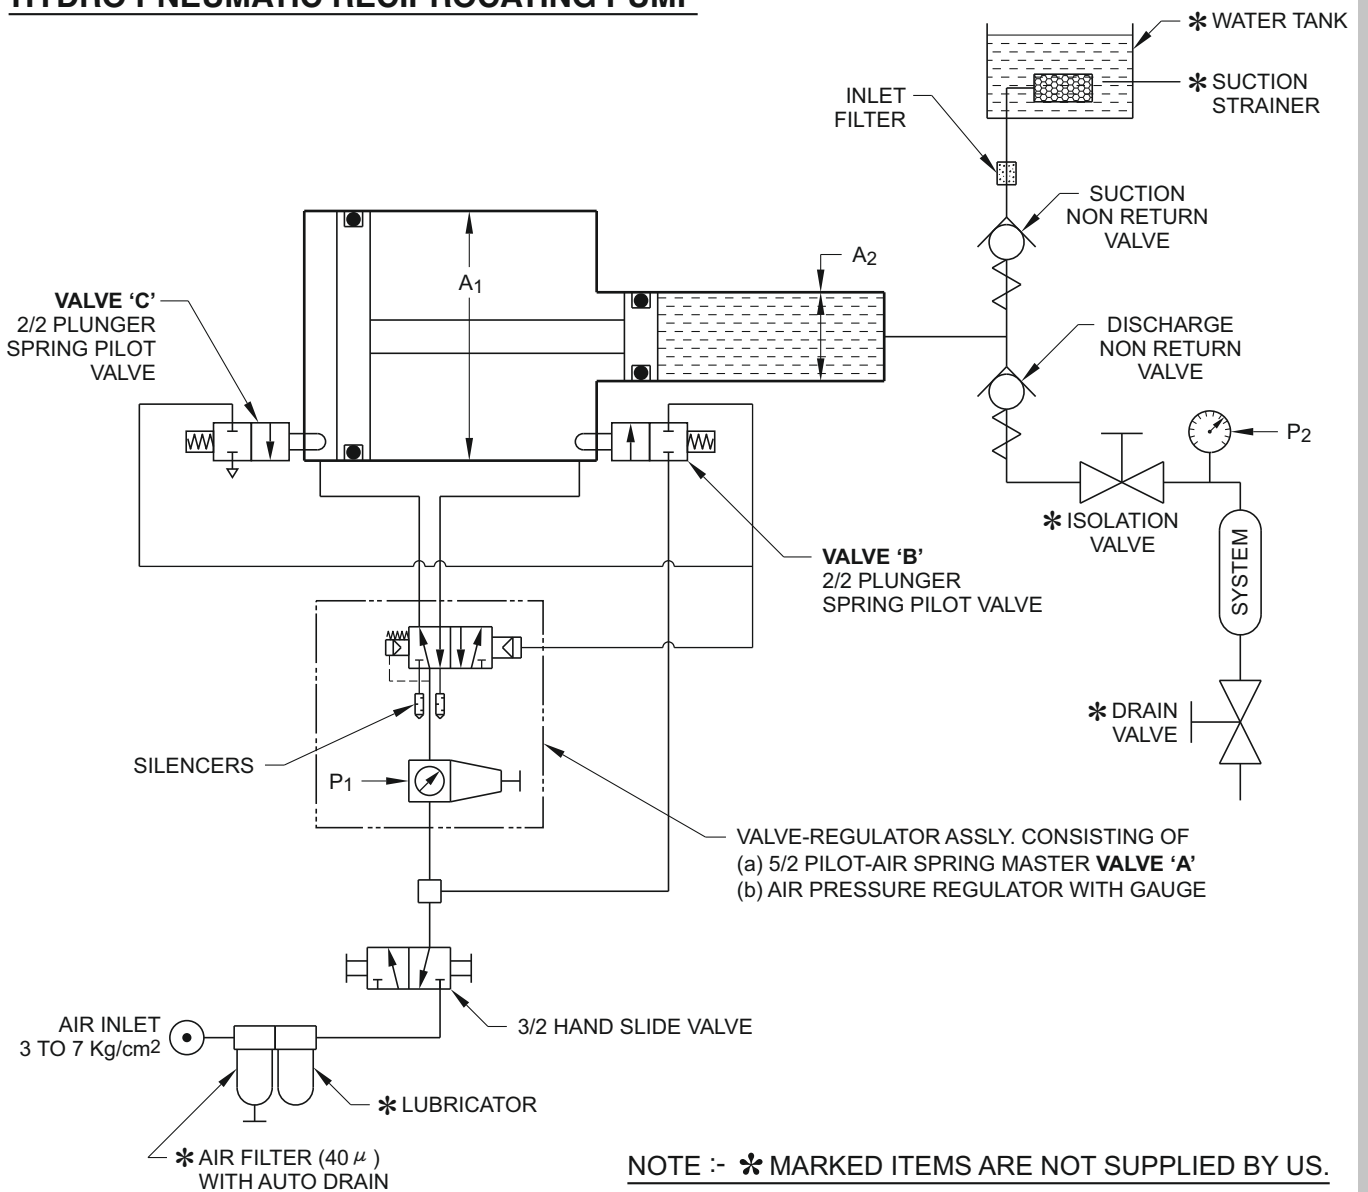 HYDRO PNEUMATIC RECIPROCATING PUMP
✻ WATER TANK
✻ SUCTION
STRAINER
INLET
FILTER
SUCTION
NON RETURN
VALVE
A2
A1
VALVE ‘C’
2/2 PLUNGER
SPRING PILOT
VALVE
DISCHARGE
NON RETURN
VALVE
P2
✻ ISOLATION
VALVE
SYSTEM
VALVE ‘B’
2/2 PLUNGER
SPRING PILOT VALVE
✻ DRAIN
VALVE
SILENCERS
P1
VALVE-REGULATOR ASSLY. CONSISTING OF
(a) 5/2 PILOT-AIR SPRING MASTER VALVE ‘A’
(b) AIR PRESSURE REGULATOR WITH GAUGE
3/2 HAND SLIDE VALVE
AIR INLET
3 TO 7 Kg/cm2
✻ LUBRICATOR
✻ AIR FILTER (40 μ )
WITH AUTO DRAIN
NOTE :- ✻ MARKED ITEMS ARE NOT SUPPLIED BY US.